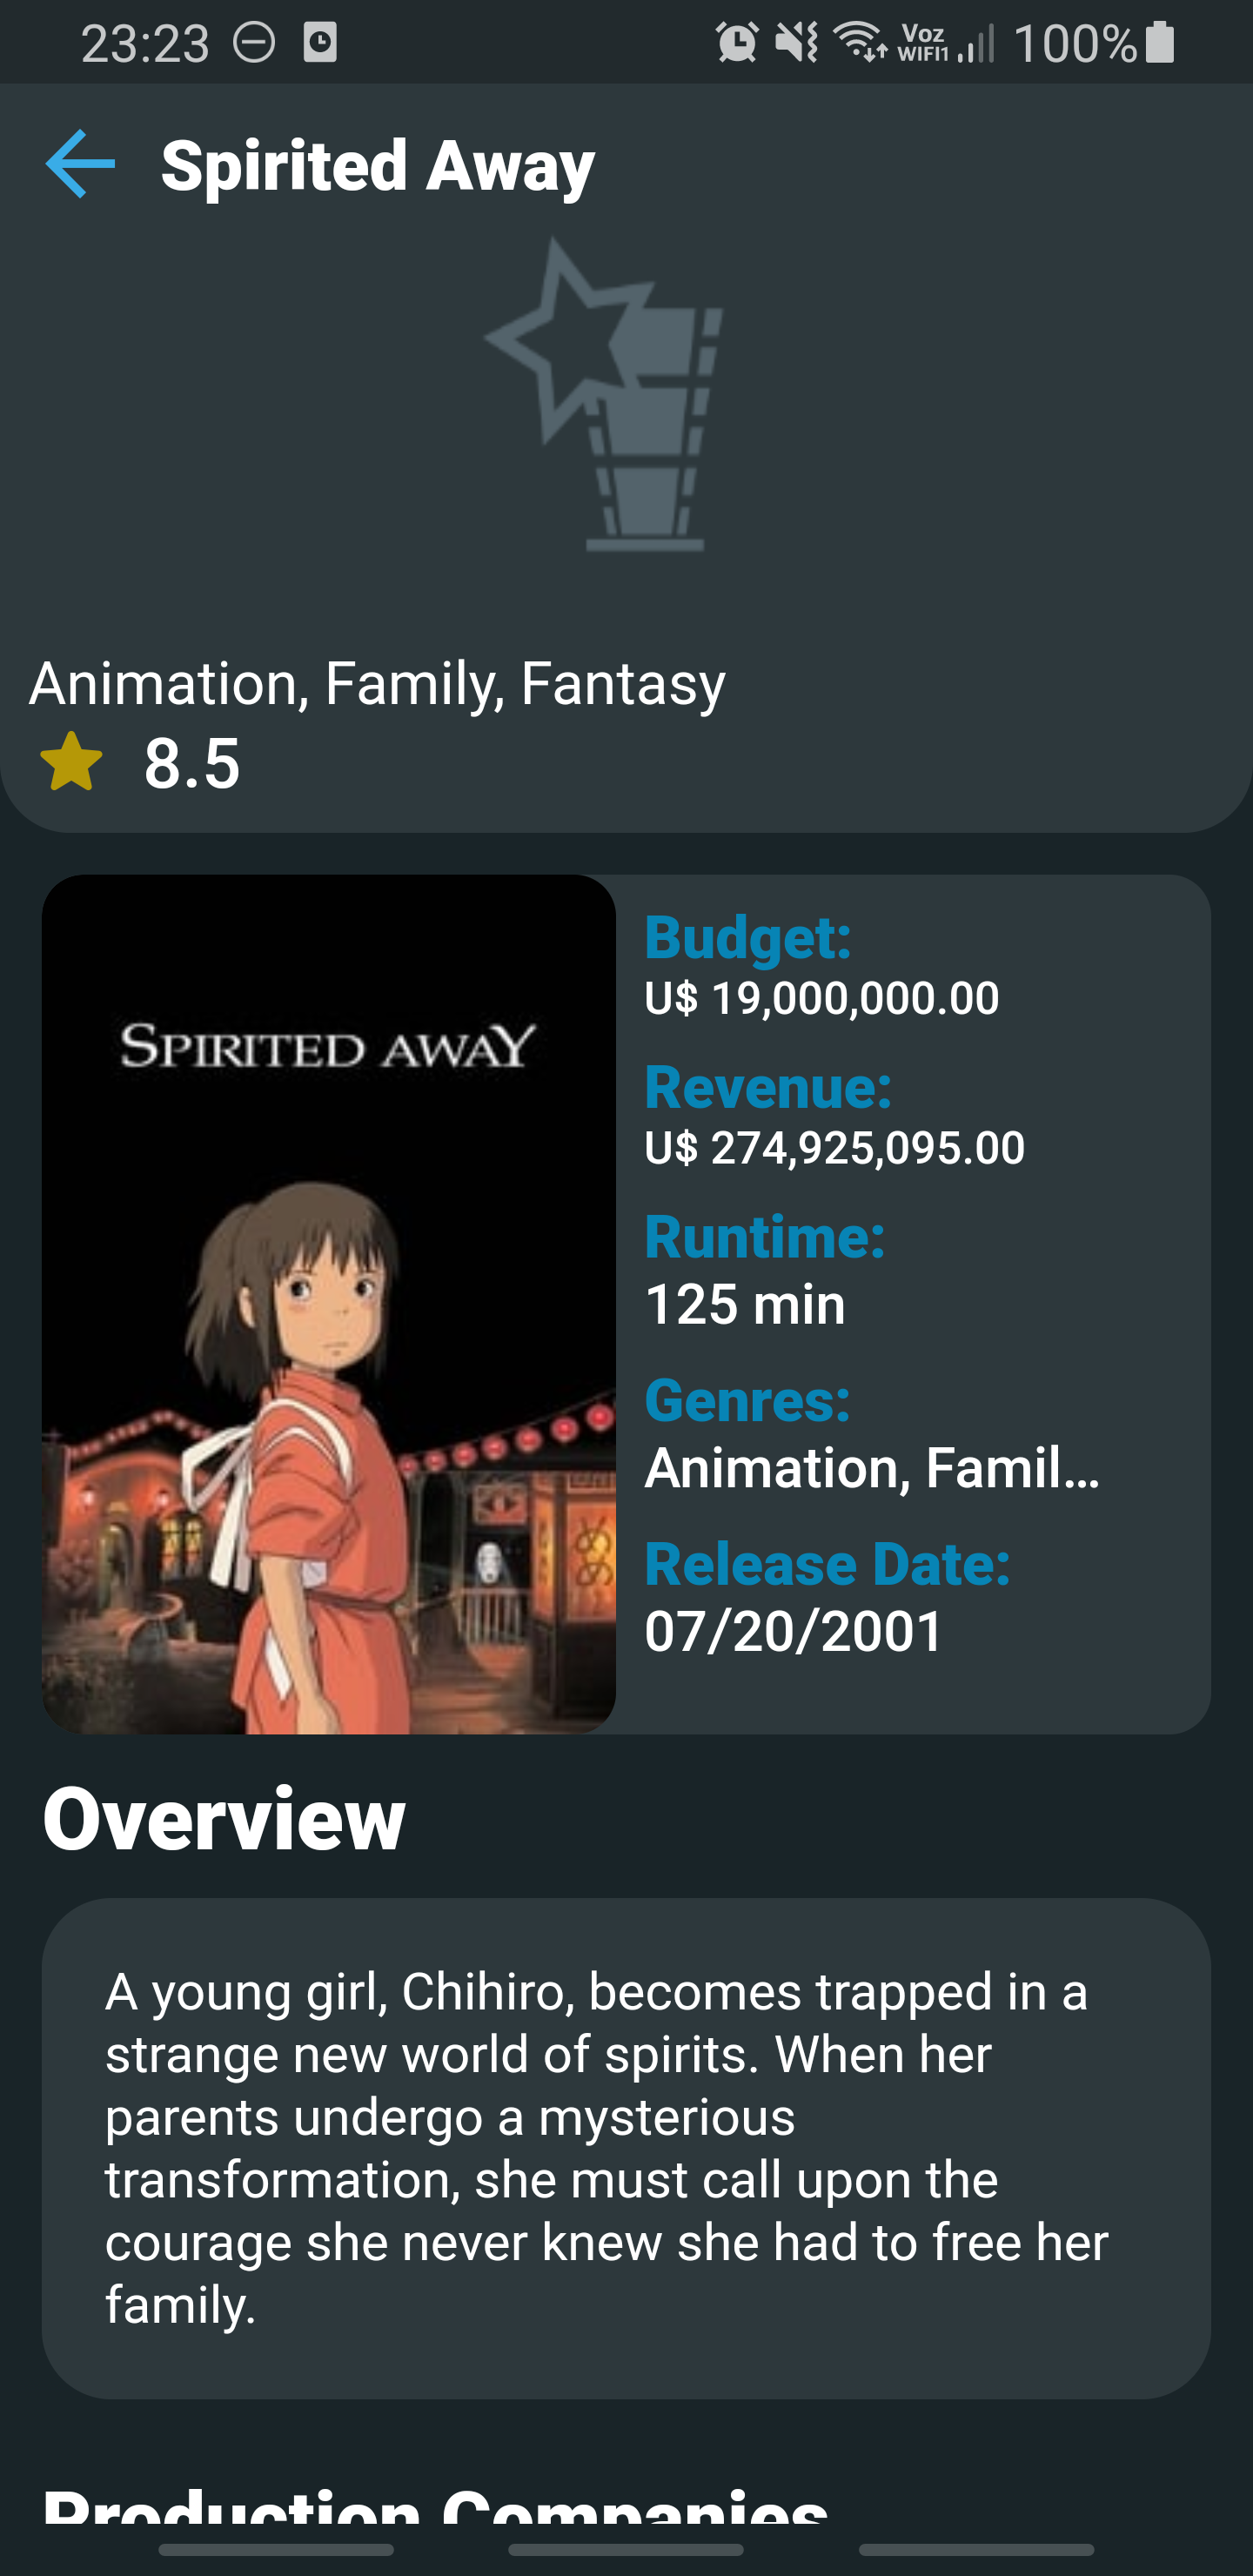 23:23
Voz
WIFI1
100%
Spirited Away
Animation, Family, Fantasy
8.5
SPIRITED AWAY
Budget:
U$ 19,000,000.00
Revenue:
U$ 274,925,095.00
Runtime:
125 min
Genres:
Animation, Famil...
Release Date:
07/20/2001
Overview
A young girl, Chihiro, becomes trapped in a
strange new world of spirits. When her
parents undergo a mysterious
transformation, she must call upon the
courage she never knew she had to free her
family.
Production Companies